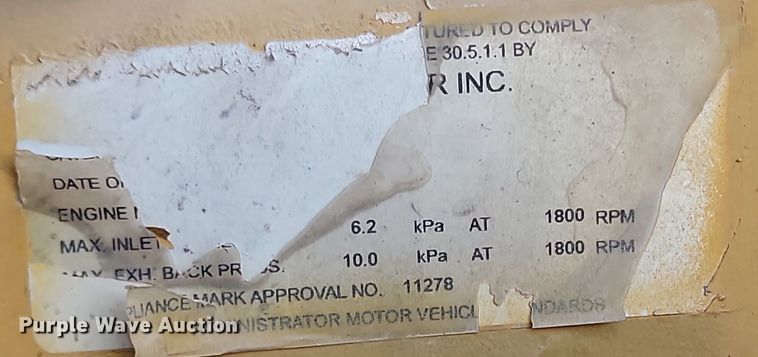 TURED TO COMPLY
E 30.5.1.1 BY
R INC.
DATE O
ENGINE
MAX. INLET 6.2 kPa AT 1800 RPM
EXH. BACK PR S. 10.0 kPa AT 1800 RPM
PLIANCE MARK APPROVAL NO. 11278
NISTRATOR MOTOR VEHICL NDARDS
Purple Wave Auction